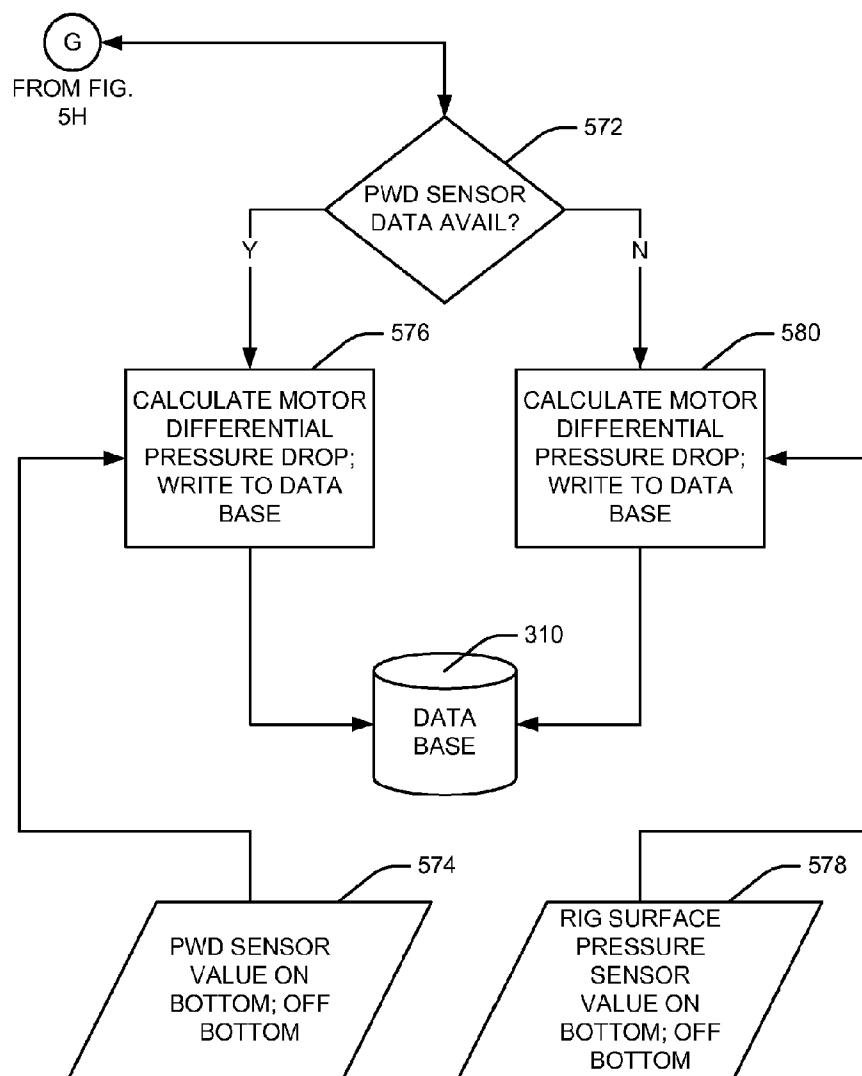 G
FROM FIG.
5H
572
PWD SENSOR
DATA AVAIL?
Y
N
576
580
CALCULATE MOTOR
DIFFERENTIAL
PRESSURE DROP;
WRITE TO DATA
BASE
CALCULATE MOTOR
DIFFERENTIAL
PRESSURE DROP;
WRITE TO DATA
BASE
310
DATA
BASE
574
578
PWD SENSOR
VALUE ON
BOTTOM; OFF
BOTTOM
RIG SURFACE
PRESSURE
SENSOR
VALUE ON
BOTTOM; OFF
BOTTOM